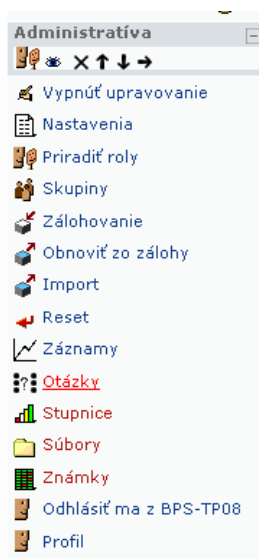 Administratíva
Vypnúť upravovanie
Nastavenia
Priradiť roly
Skupiny
Zálohovanie
Obnoviť zo zálohy
Import
Reset
Záznamy
Otázky
Stupnice
Súbory
Známky
Odhlásiť ma z BPS-TP08
Profil